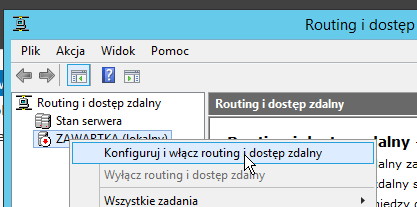 Routing i dostęp
Plik Akcja Widok Pomoc
Routing i dostęp zdalny
Routing i dostęp zdalny
Stan serwera
ZAWARTKA (lokalny)
Konfiguruj i włącz routing i dostęp zdalny
Wyłącz routing i dostęp zdalny
Wszystkie zadania